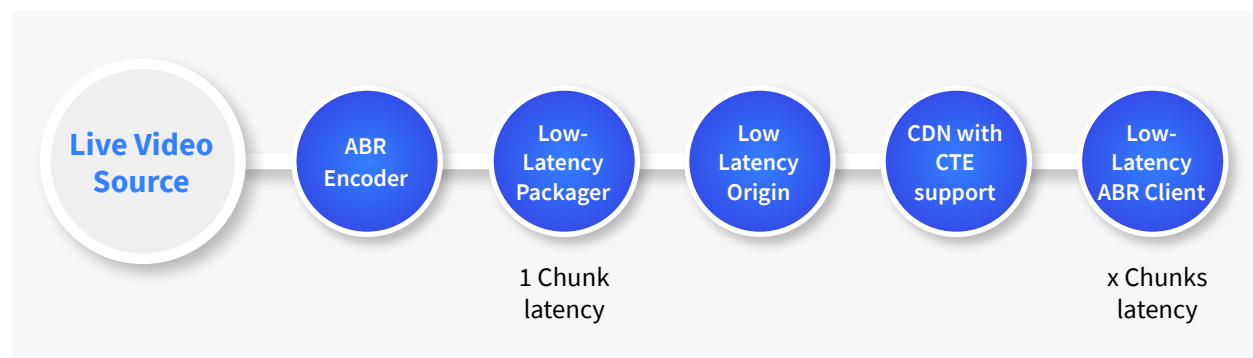 Live Video
Source
ABR
Encoder
Low-
Latency
Packager
Low
Latency
Origin
CDN with
CTE
support
Low-
Latency
ABR Client
1 Chunk
latency
x Chunks
latency